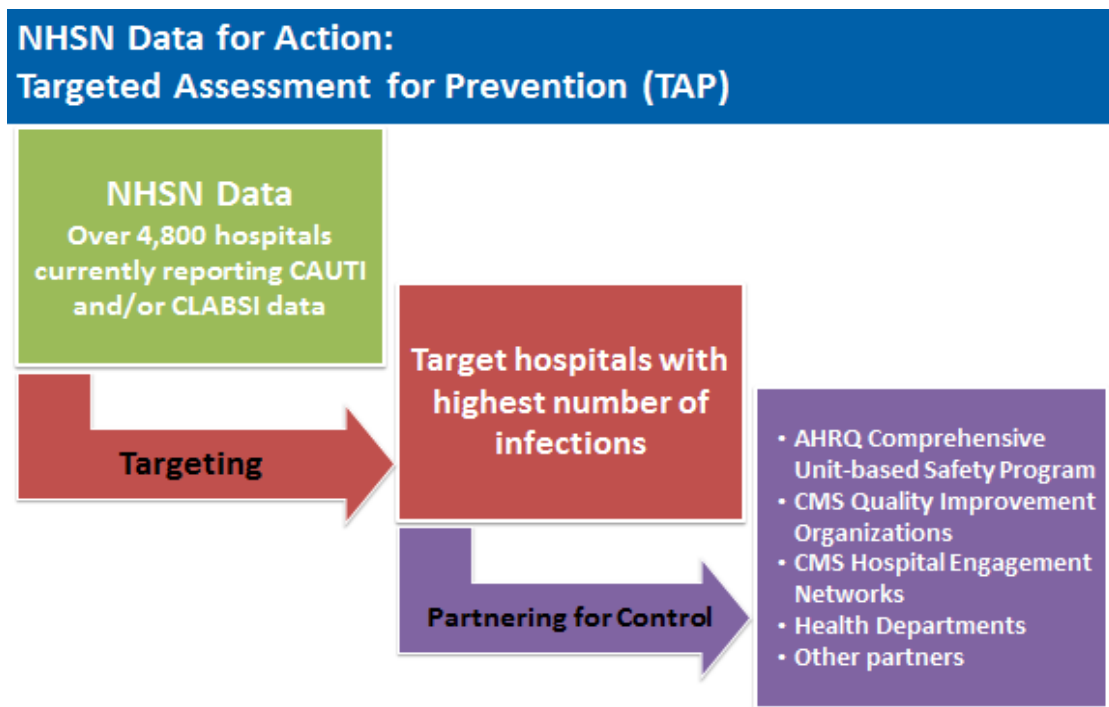 NHSN Data for Action:
Targeted Assessment for Prevention (TAP)
NHSN Data
Over 4,800 hospitals
currently reporting CAUTI
and/or CLABSI data
Targeting
Target hospitals with
highest number of
infections
Partnering for Control
• AHRQ Comprehensive
Unit-based Safety Program
• CMS Quality Improvement
Organizations
• CMS Hospital Engagement
Networks
• Health Departments
• Other partners